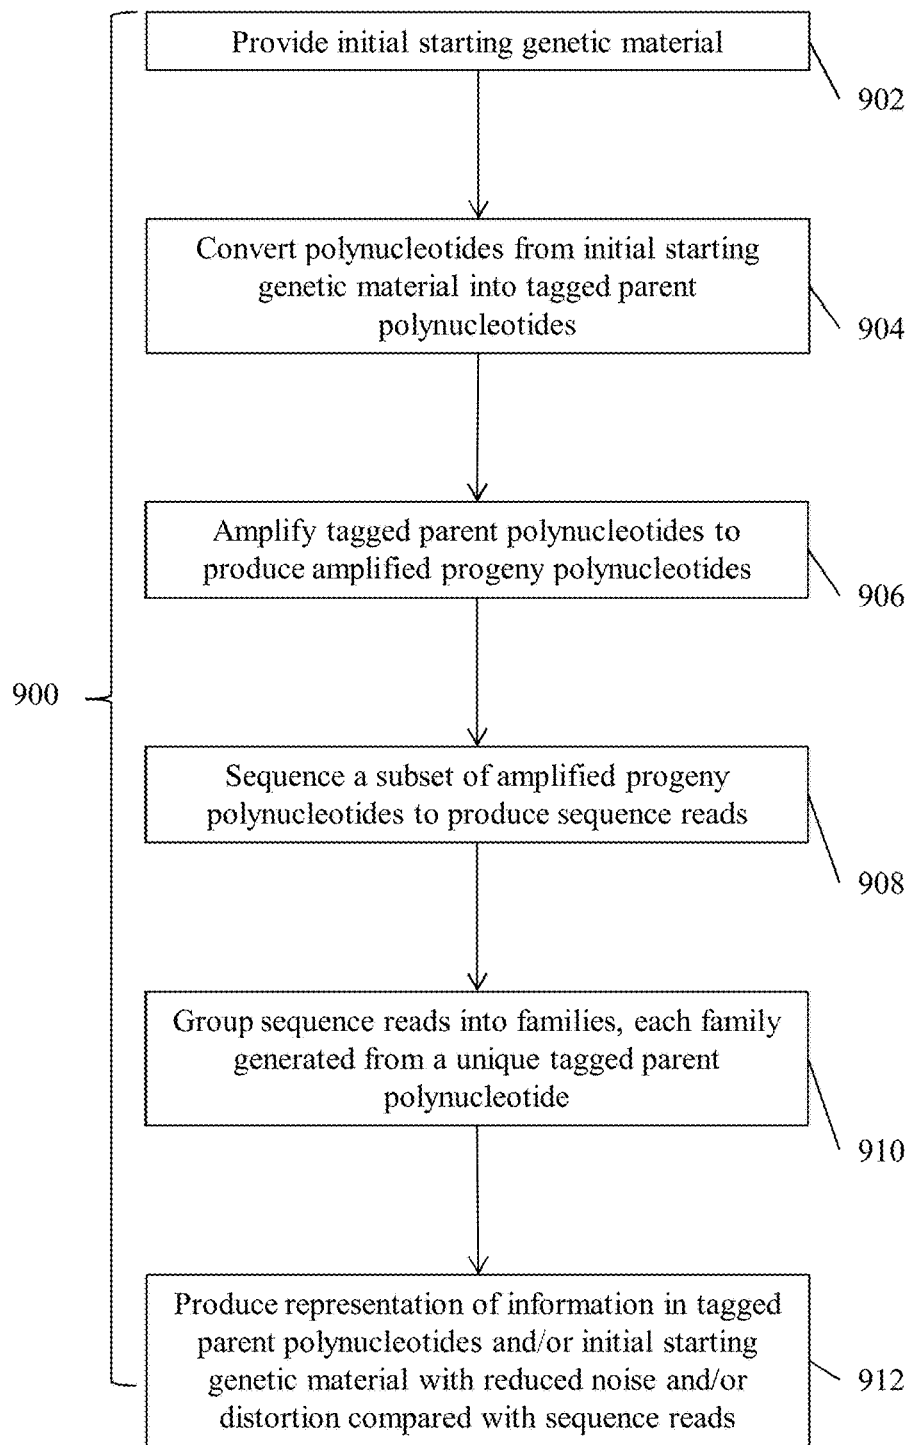 Provide initial starting genetic material
902
Convert polynucleotides from initial starting
genetic material into tagged parent
polynucleotides
904
Amplify tagged parent polynucleotides to
produce amplified progeny polynucleotides
906
900
Sequence a subset of amplified progeny
polynucleotides to produce sequence reads
908
Group sequence reads into families, each family
generated from a unique tagged parent
polynucleotide
910
Produce representation of information in tagged
parent polynucleotides and/or initial starting
genetic material with reduced noise and/or
distortion compared with sequence reads
912